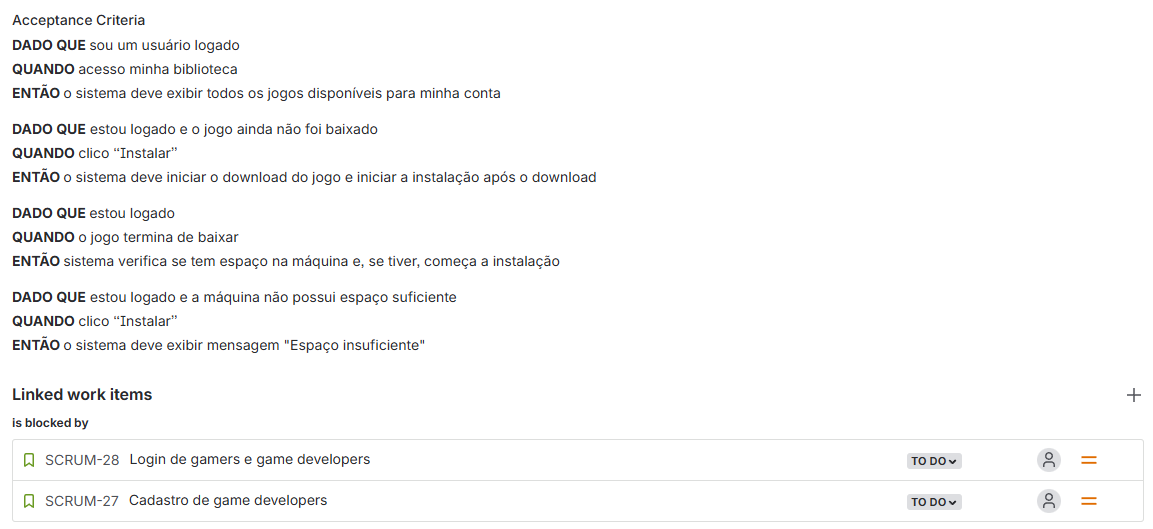 Acceptance Criteria
DADO QUE sou um usuário logado
QUANDO acesso minha biblioteca
ENTÃO o sistema deve exibir todos os jogos disponíveis para minha conta
DADO QUE estou logado e o jogo ainda não foi baixado
QUANDO clico “Instalar”
ENTÃO o sistema deve iniciar o download do jogo e iniciar a instalação após o download
DADO QUE estou logado
QUANDO o jogo termina de baixar
ENTÃO sistema verifica se tem espaço na máquina e, se tiver, começa a instalação
DADO QUE estou logado e a máquina não possui espaço suficiente
QUANDO clico “Instalar”
ENTÃO o sistema deve exibir mensagem "Espaço insuficiente"
Linked work items
is blocked by
SCRUM-28 Login de gamers e game developers TO DO
SCRUM-27 Cadastro de game developers TO DO